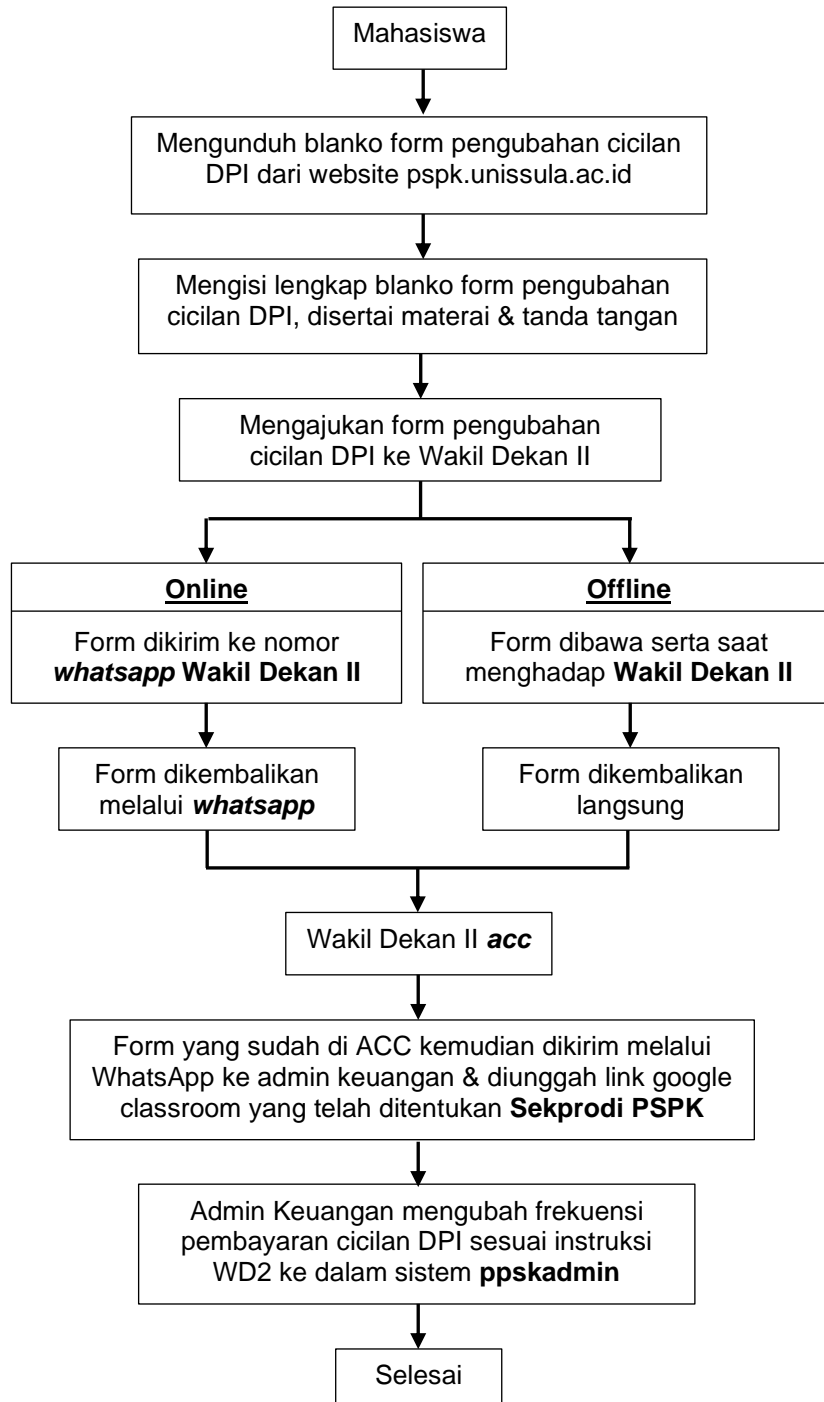 Mahasiswa
Mengunduh blanko form pengubahan cicilan
DPI dari website pspk.unissula.ac.id
Mengisi lengkap blanko form pengubahan
cicilan DPI, disertai materai & tanda tangan
Mengajukan form pengubahan
cicilan DPI ke Wakil Dekan II
Online
Form dikirim ke nomor
whatsapp Wakil Dekan II
Offline
Form dibawa serta saat
menghadap Wakil Dekan II
Form dikembalikan
melalui whatsapp
Form dikembalikan
langsung
Wakil Dekan II acc
Form yang sudah di ACC kemudian dikirim melalui
WhatsApp ke admin keuangan & diunggah link google
classroom yang telah ditentukan Sekprodi PSPK
Admin Keuangan mengubah frekuensi
pembayaran cicilan DPI sesuai instruksi
WD2 ke dalam sistem ppskadmin
Selesai